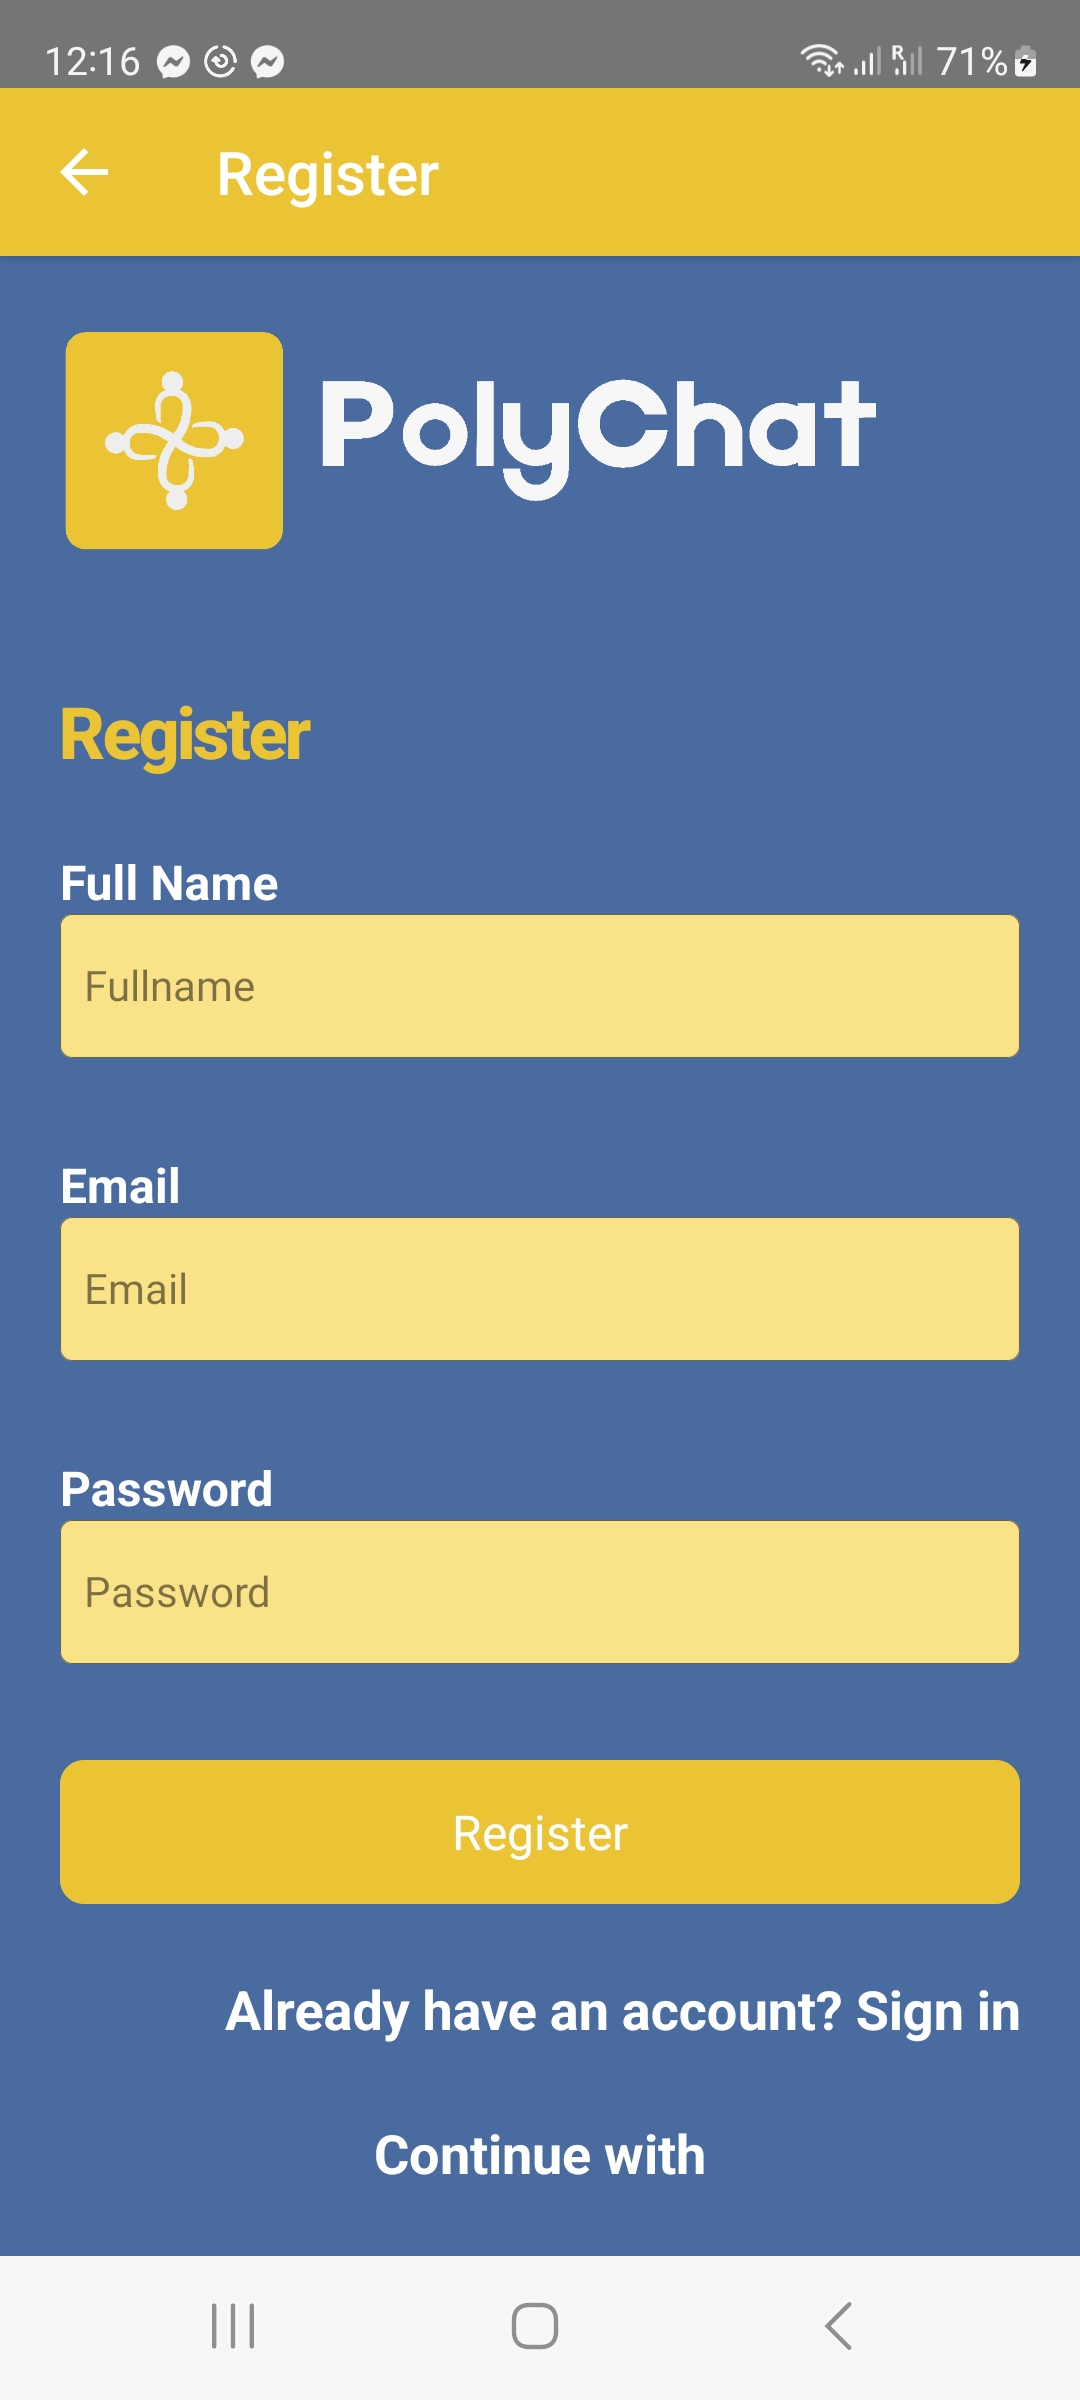 12:16 R 71%
Register
PolyChat
Register
Full Name
Fullname
Email
Email
Password
Password
Register
Already have an account? Sign in
Continue with